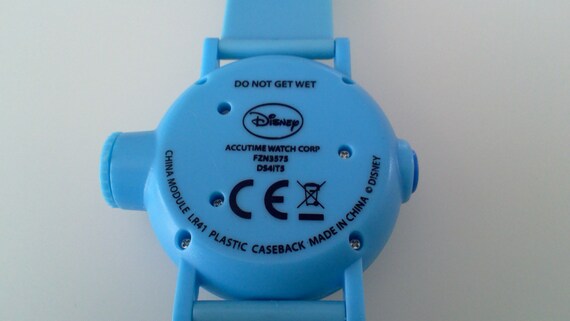 DO NOT GET WET
Disney
ACCUTIME WATCH CORP
FZN3575
DS4IT5
CE
CHINA MODULE LR41 PLASTIC CASEBACK MADE IN CHINA © DISNEY